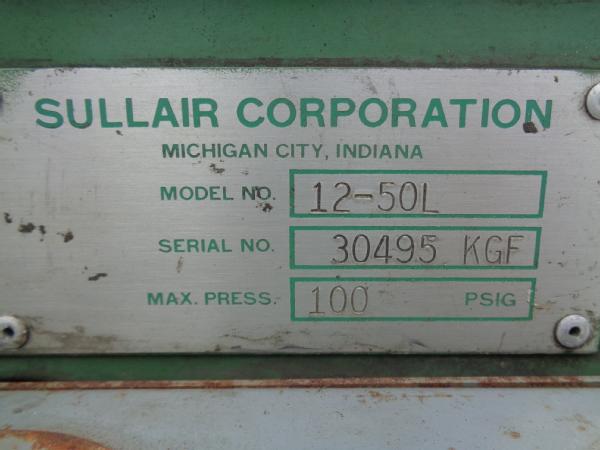 SULLAIR CORPORATION
MICHIGAN CITY, INDIANA
MODEL NO. 12-50L
SERIAL NO. 30495 KGF
MAX. PRESS. 100 PSIG